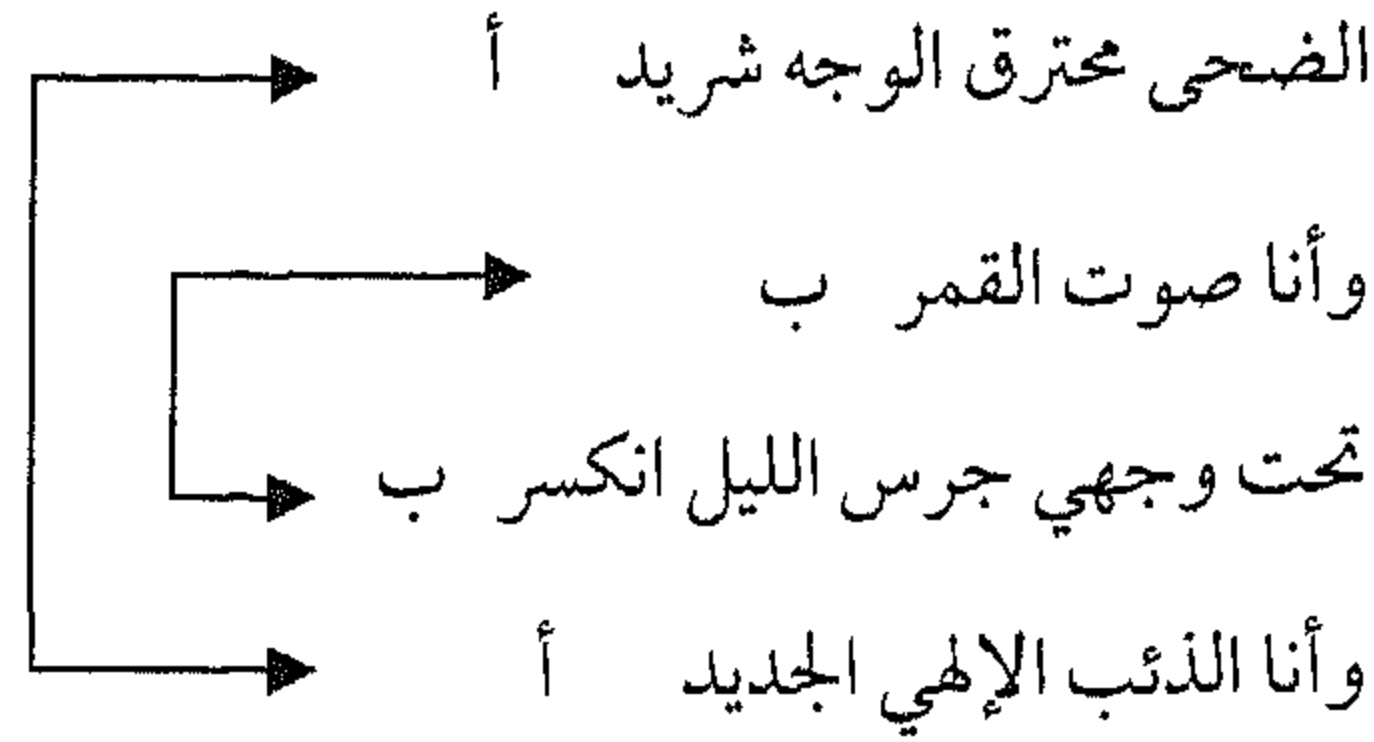 الضحى محترق الوجه شريد أ
وأنا صوت القمر ب
تحت وجهي جرس الليل انكسر ب
وأنا الذئب الإلهي الجديد أ